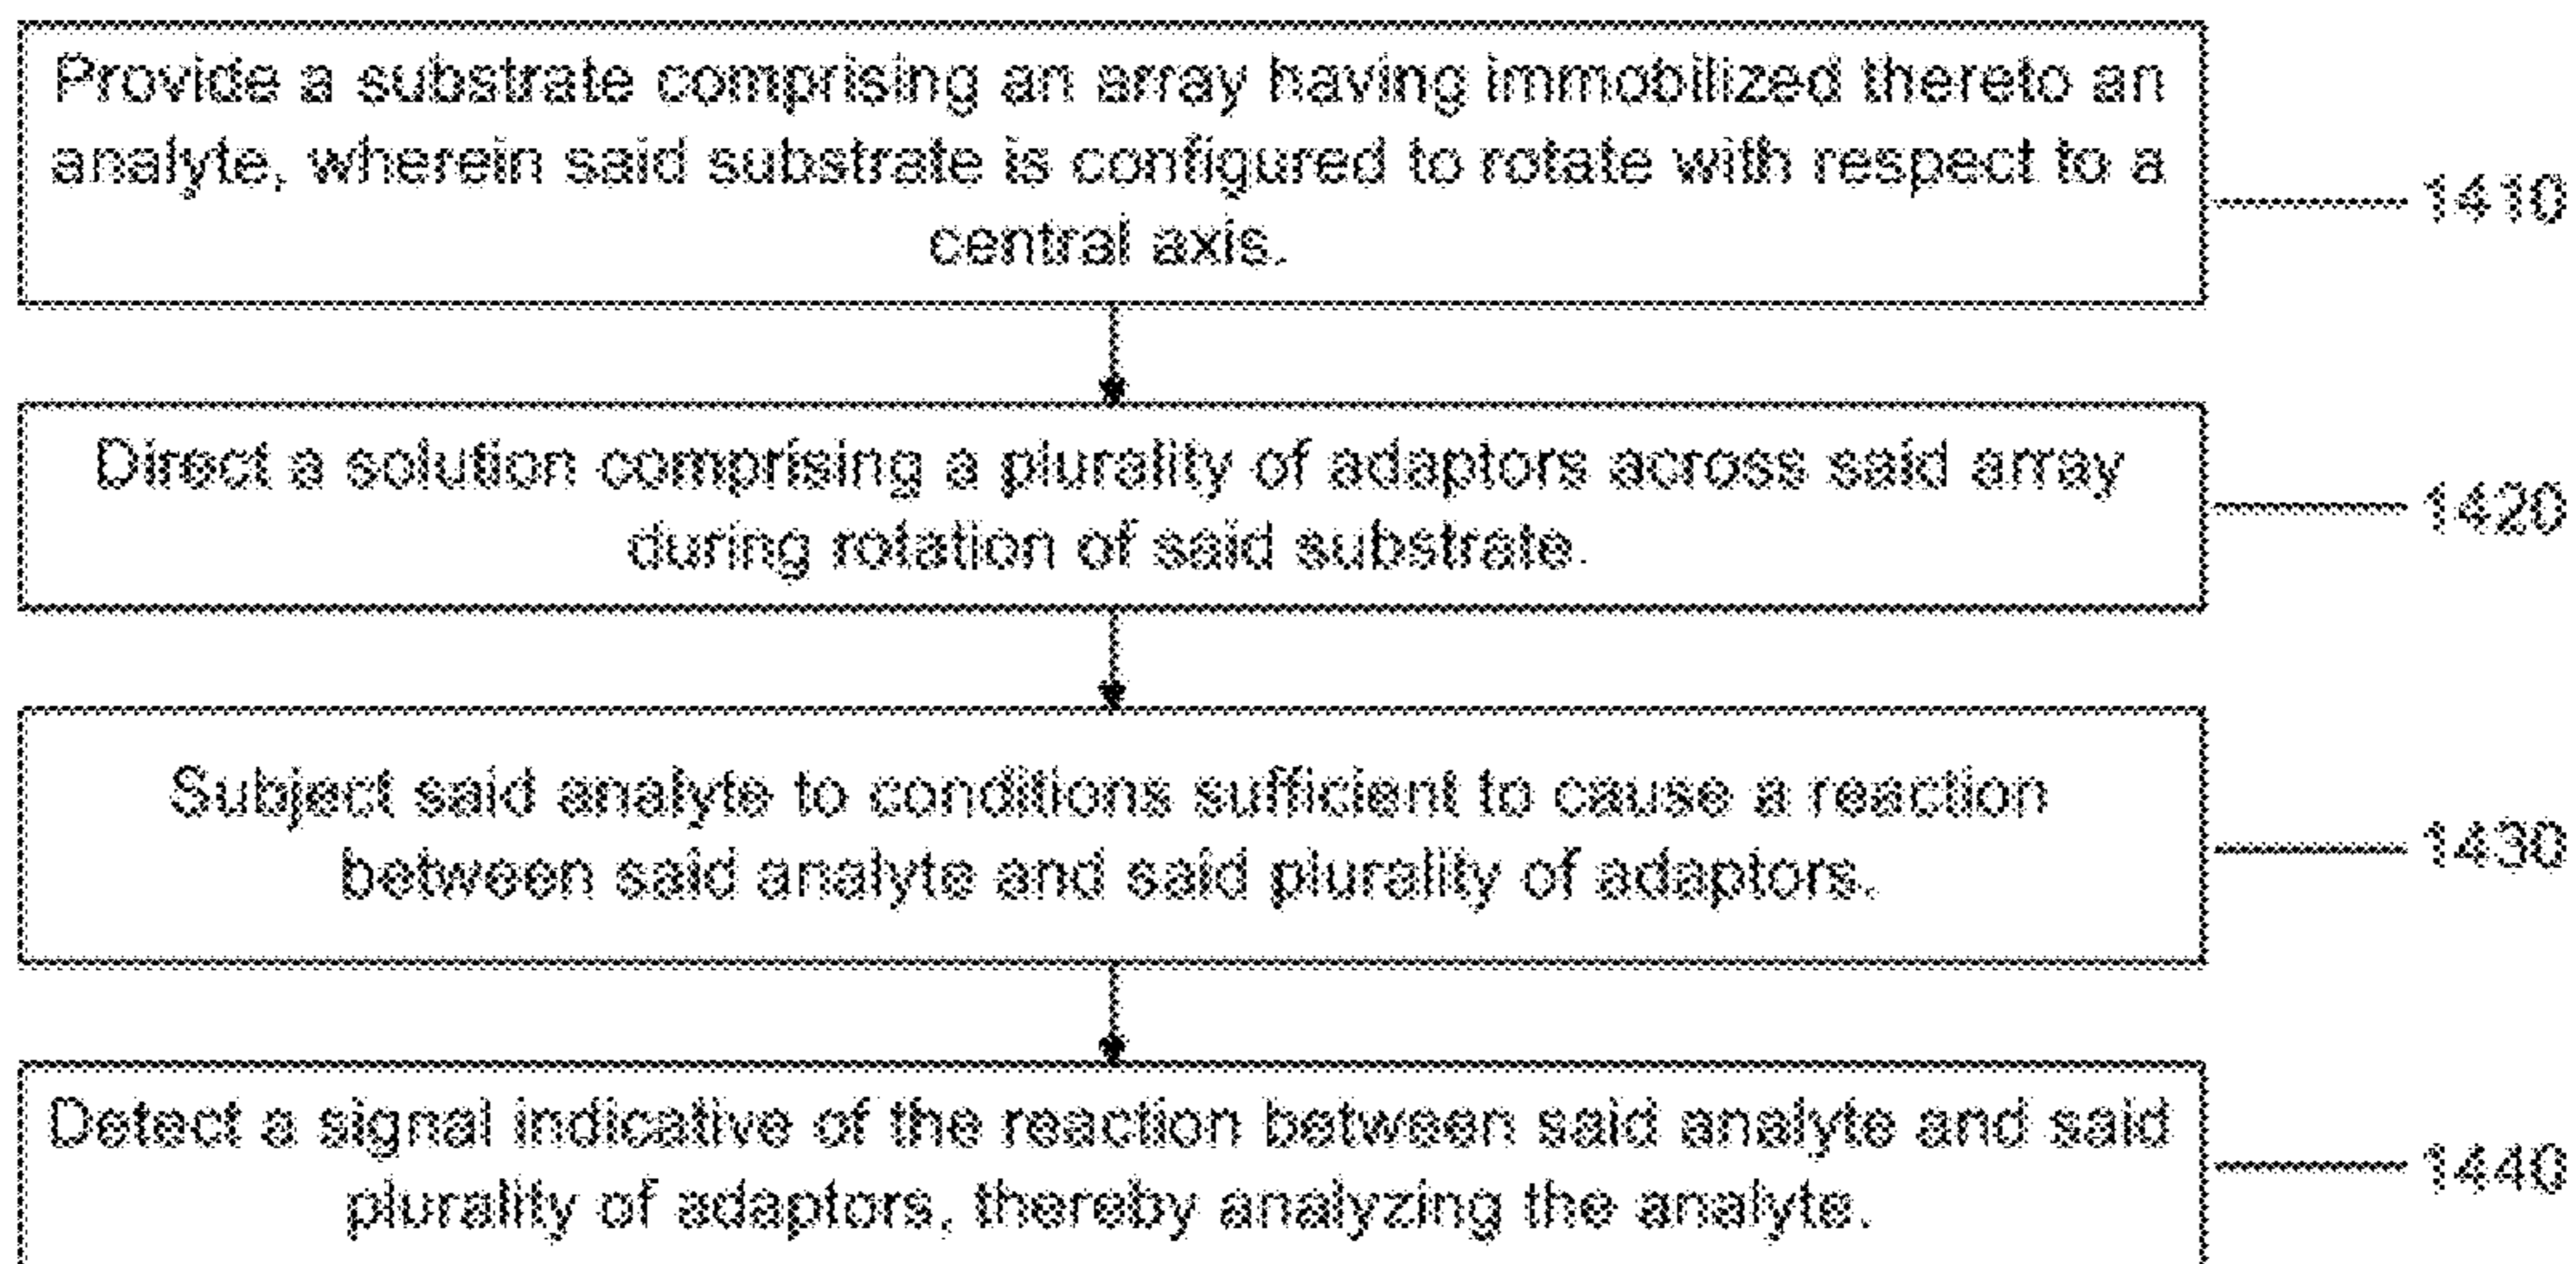 Provide a substrate comprising an array having immobilized thereto an
analyte, wherein said substrate is configured to rotate with respect to a
central axis.
1410
Direct a solution comprising a plurality of adaptors across said array
during rotation of said substrate.
1420
Subject said analyte to conditions sufficient to cause a reaction
between said analyte and said plurality of adaptors.
1430
Detect a signal indicative of the reaction between said analyte and said
plurality of adaptors, thereby analyzing the analyte.
1440